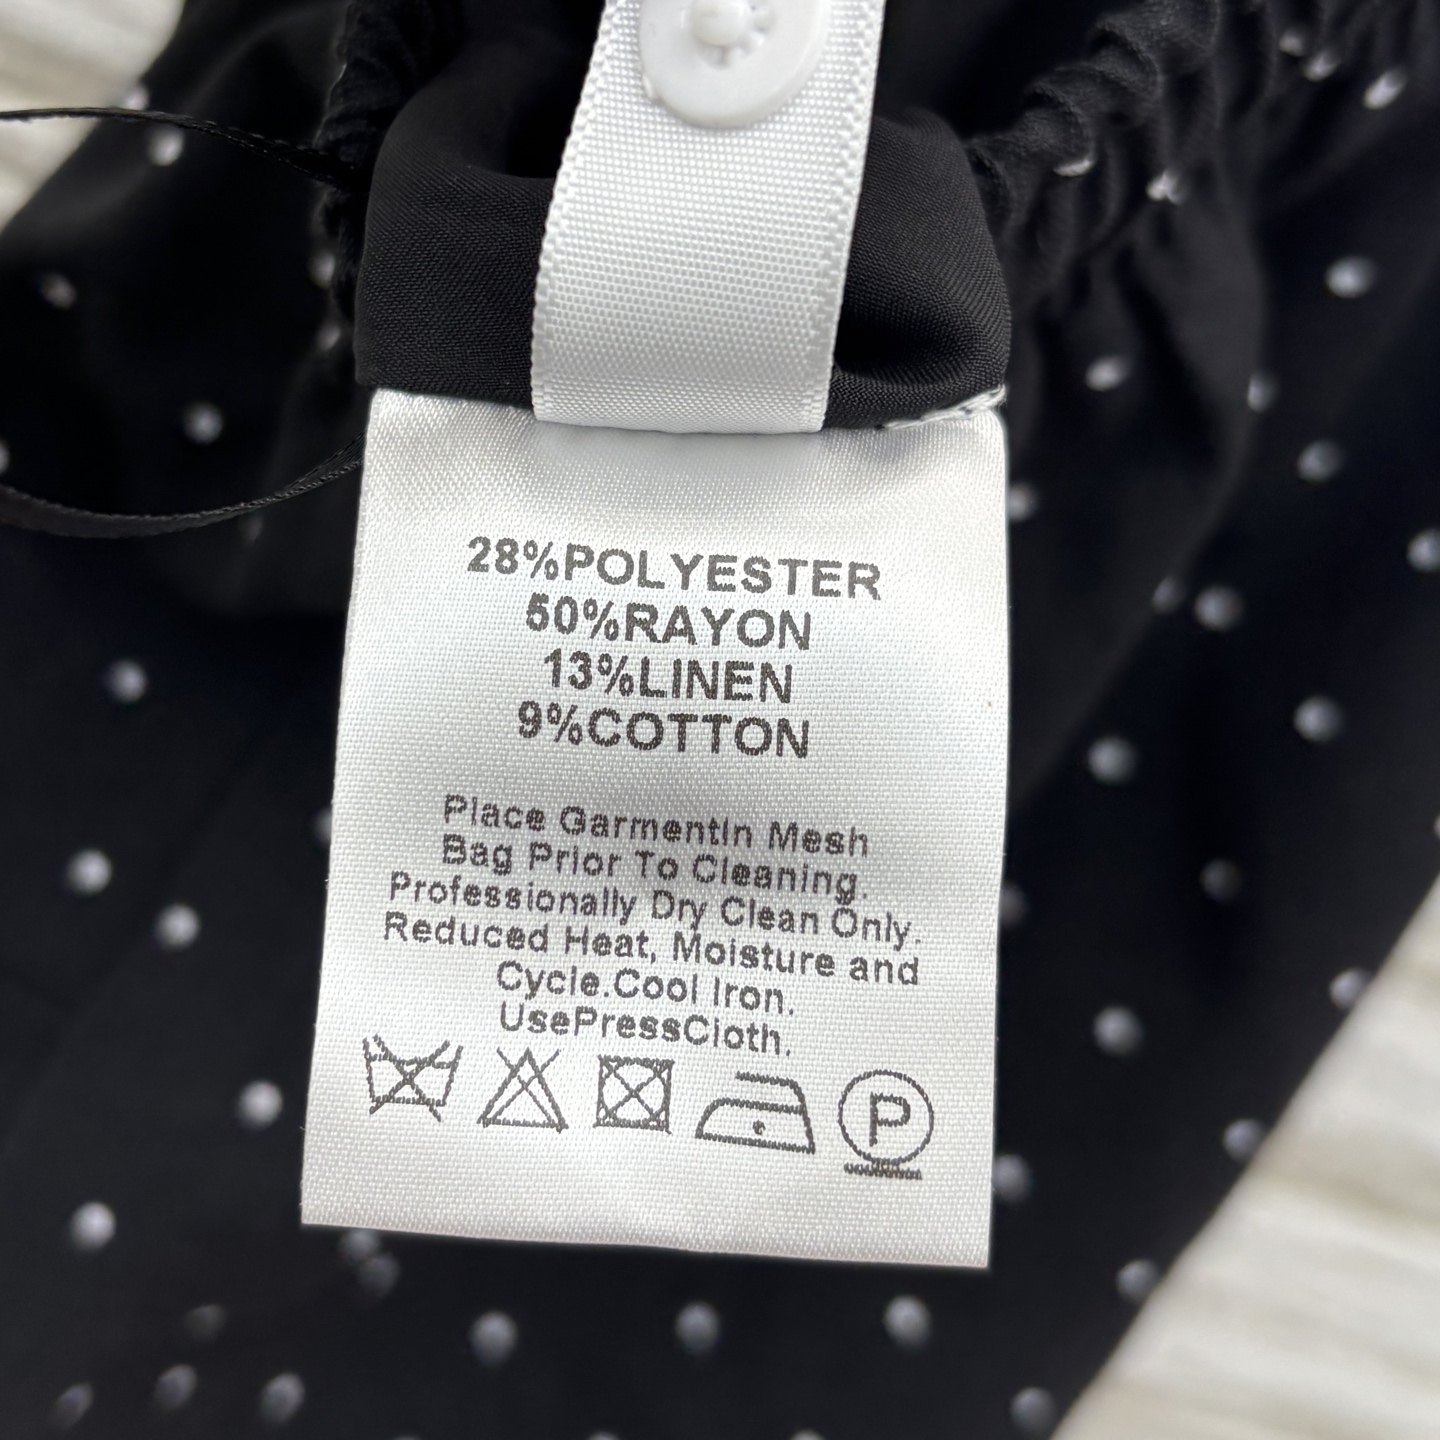 28%POLYESTER
50%RAYON
13%LINEN
9%COTTON
Place GarmentIn Mesh
Bag Prior To Cleaning.
Professionally Dry Clean Only.
Reduced Heat, Moisture and
Cycle.Cool Iron.
UsePressCloth.
P